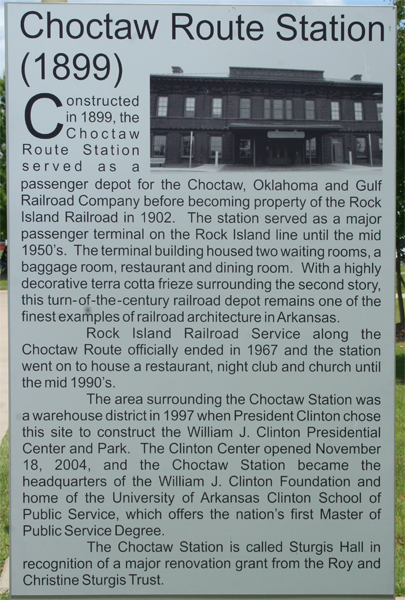 Choctaw Route Station
(1899)
Constructed
in 1899, the
Choctaw
Route Station
served as a
passenger depot for the Choctaw, Oklahoma and Gulf
Railroad Company before becoming property of the Rock
Island Railroad in 1902. The station served as a major
passenger terminal on the Rock Island line until the mid
1950's. The terminal building housed two waiting rooms, a
baggage room, restaurant and dining room. With a highly
decorative terra cotta frieze surrounding the second story,
this turn-of-the-century railroad depot remains one of the
finest examples of railroad architecture in Arkansas.
Rock Island Railroad Service along the
Choctaw Route officially ended in 1967 and the station
went on to house a restaurant, night club and church until
the mid 1990's.
The area surrounding the Choctaw Station was
a warehouse district in 1997 when President Clinton chose
this site to construct the William J. Clinton Presidential
Center and Park. The Clinton Center opened November
18, 2004, and the Choctaw Station became the
headquarters of the William J. Clinton Foundation and
home of the University of Arkansas Clinton School of
Public Service, which offers the nation's first Master of
Public Service Degree.
The Choctaw Station is called Sturgis Hall in
recognition of a major renovation grant from the Roy and
Christine Sturgis Trust.